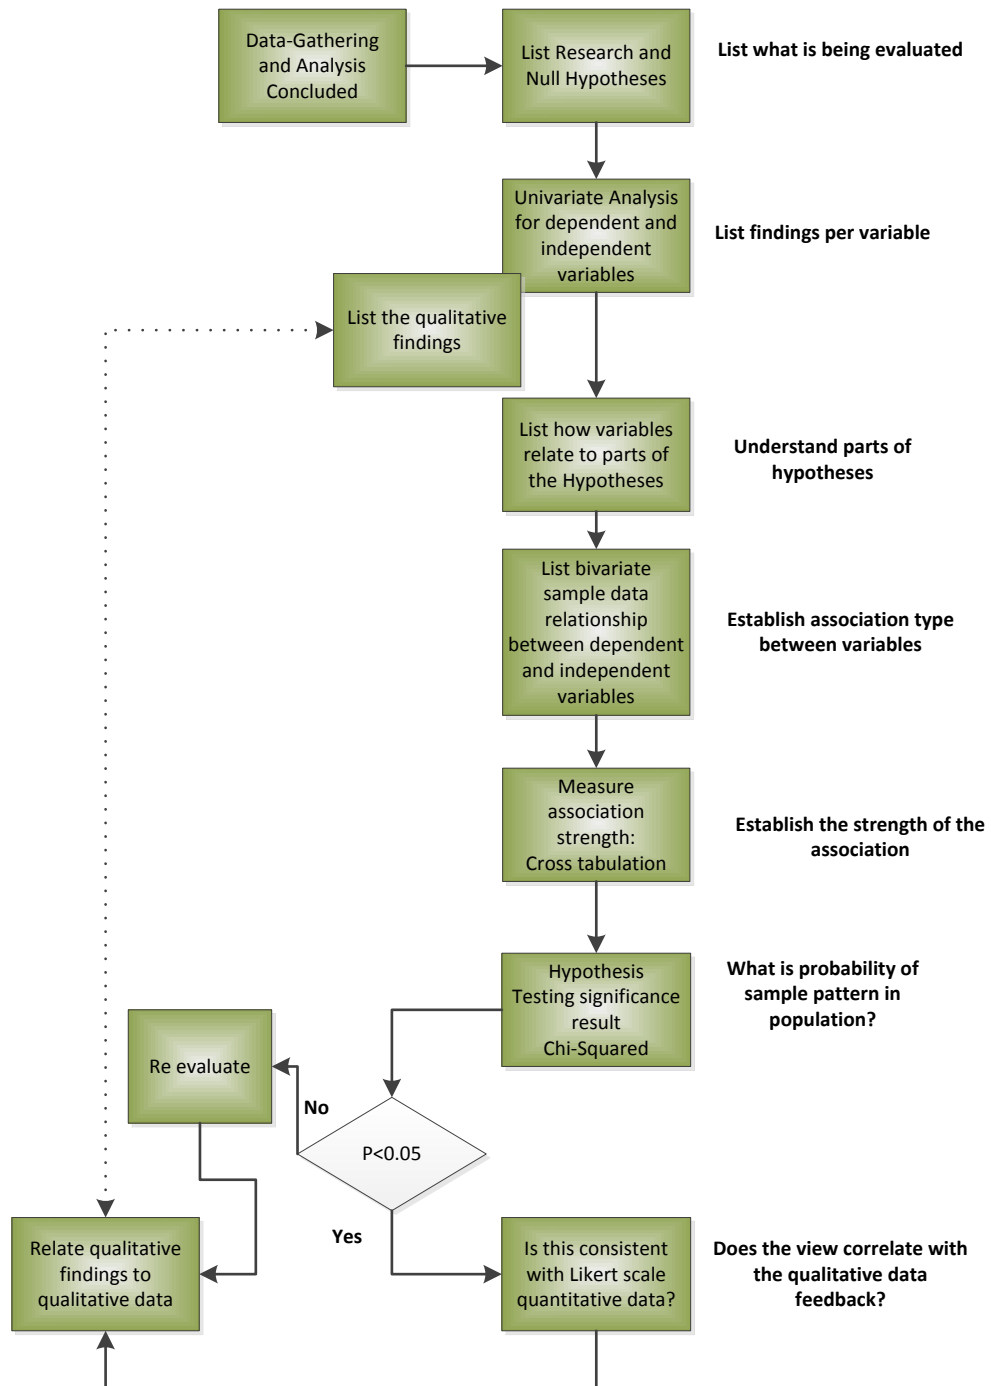 Data-Gathering
and Analysis
Concluded
List Research and
Null Hypotheses
List what is being evaluated
Univariate Analysis
for dependent and
independent
variables
List findings per variable
List the qualitative
findings
List how variables
relate to parts of
the Hypotheses
Understand parts of
hypotheses
List bivariate
sample data
relationship
between dependent
and independent
variables
Establish association type
between variables
Measure
association
strength:
Cross tabulation
Establish the strength of the
association
Hypothesis
Testing significance
result
Chi-Squared
What is probability of
sample pattern in
population?
Re evaluate
No
P<0.05
Yes
Relate qualitative
findings to
qualitative data
Is this consistent
with Likert scale
quantitative data?
Does the view correlate with
the qualitative data
feedback?